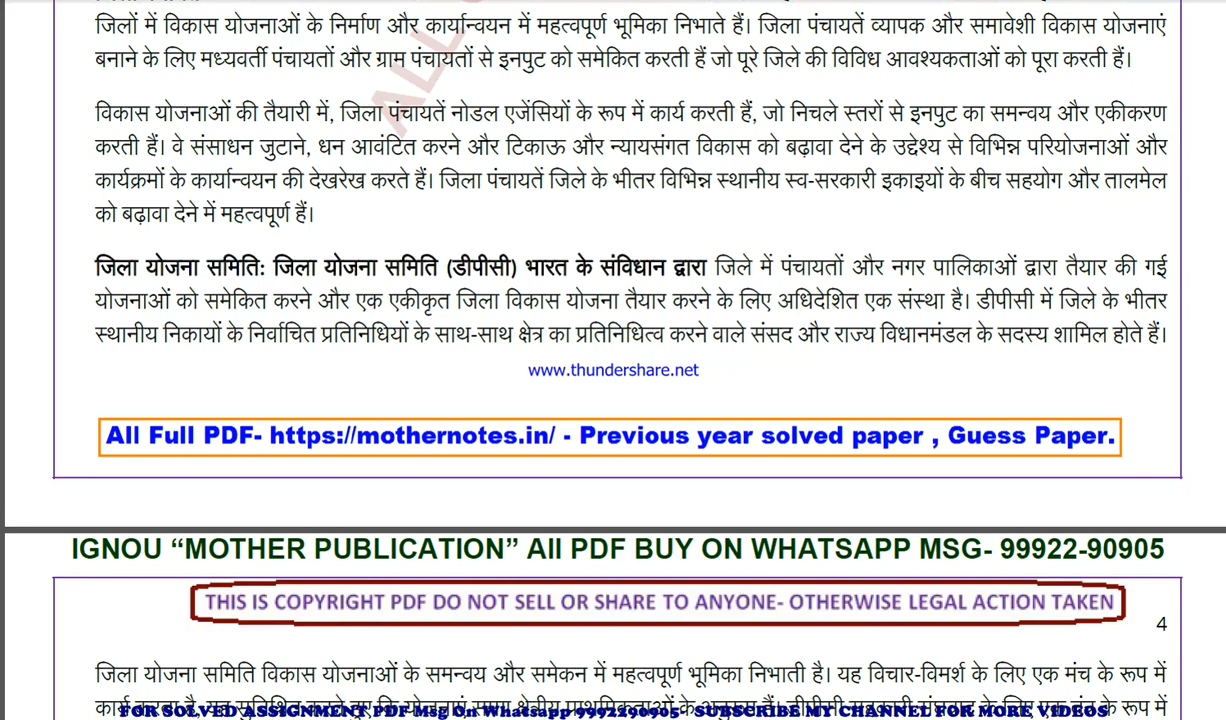 जिलों में विकास योजनाओं के निर्माण और कार्यान्वयन में महत्वपूर्ण भूमिका निभाते हैं। जिला पंचायतें व्यापक और समावेशी विकास योजनाएं
बनाने के लिए मध्यवर्ती पंचायतों और ग्राम पंचायतों से इनपुट को समेकित करती हैं जो पूरे जिले की विविध आवश्यकताओं को पूरा करती हैं।
विकास योजनाओं की तैयारी में, जिला पंचायतें नोडल एजेंसियों के रूप में कार्य करती हैं, जो निचले स्तरों से इनपुट का समन्वय और एकीकरण
करती हैं। वे संसाधन जुटाने, धन आवंटित करने और टिकाऊ और न्यायसंगत विकास को बढ़ावा देने के उद्देश्य से विभिन्न परियोजनाओं और
कार्यक्रमों के कार्यान्वयन की देखरेख करते हैं। जिला पंचायतें जिले के भीतर विभिन्न स्थानीय स्व-सरकारी इकाइयों के बीच सहयोग और तालमेल
को बढ़ावा देने में महत्वपूर्ण हैं।
जिला योजना समिति: जिला योजना समिति (डीपीसी) भारत के संविधान द्वारा जिले में पंचायतों और नगर पालिकाओं द्वारा तैयार की गई
योजनाओं को समेकित करने और एक एकीकृत जिला विकास योजना तैयार करने के लिए अधिदेशित एक संस्था है। डीपीसी में जिले के भीतर
स्थानीय निकायों के निर्वाचित प्रतिनिधियों के साथ-साथ क्षेत्र का प्रतिनिधित्व करने वाले संसद और राज्य विधानमंडल के सदस्य शामिल होते हैं।
www.thundershare.net
All Full PDF- https://mothernotes.in/ - Previous year solved paper , Guess Paper.
IGNOU “MOTHER PUBLICATION” All PDF BUY ON WHATSAPP MSG- 99922-90905
THIS IS COPYRIGHT PDF DO NOT SELL OR SHARE TO ANYONE- OTHERWISE LEGAL ACTION TAKEN
4
जिला योजना समिति विकास योजनाओं के समन्वय और समेकन में महत्वपूर्ण भूमिका निभाती है। यह विचार-विमर्श के लिए एक मंच के रूप में
FOR SOLVED ASSIGNMENT PDF Msg On Whatsapp 9992290905- SUBSCRIBE MY CHANNEL FOR MORE VIDEOS